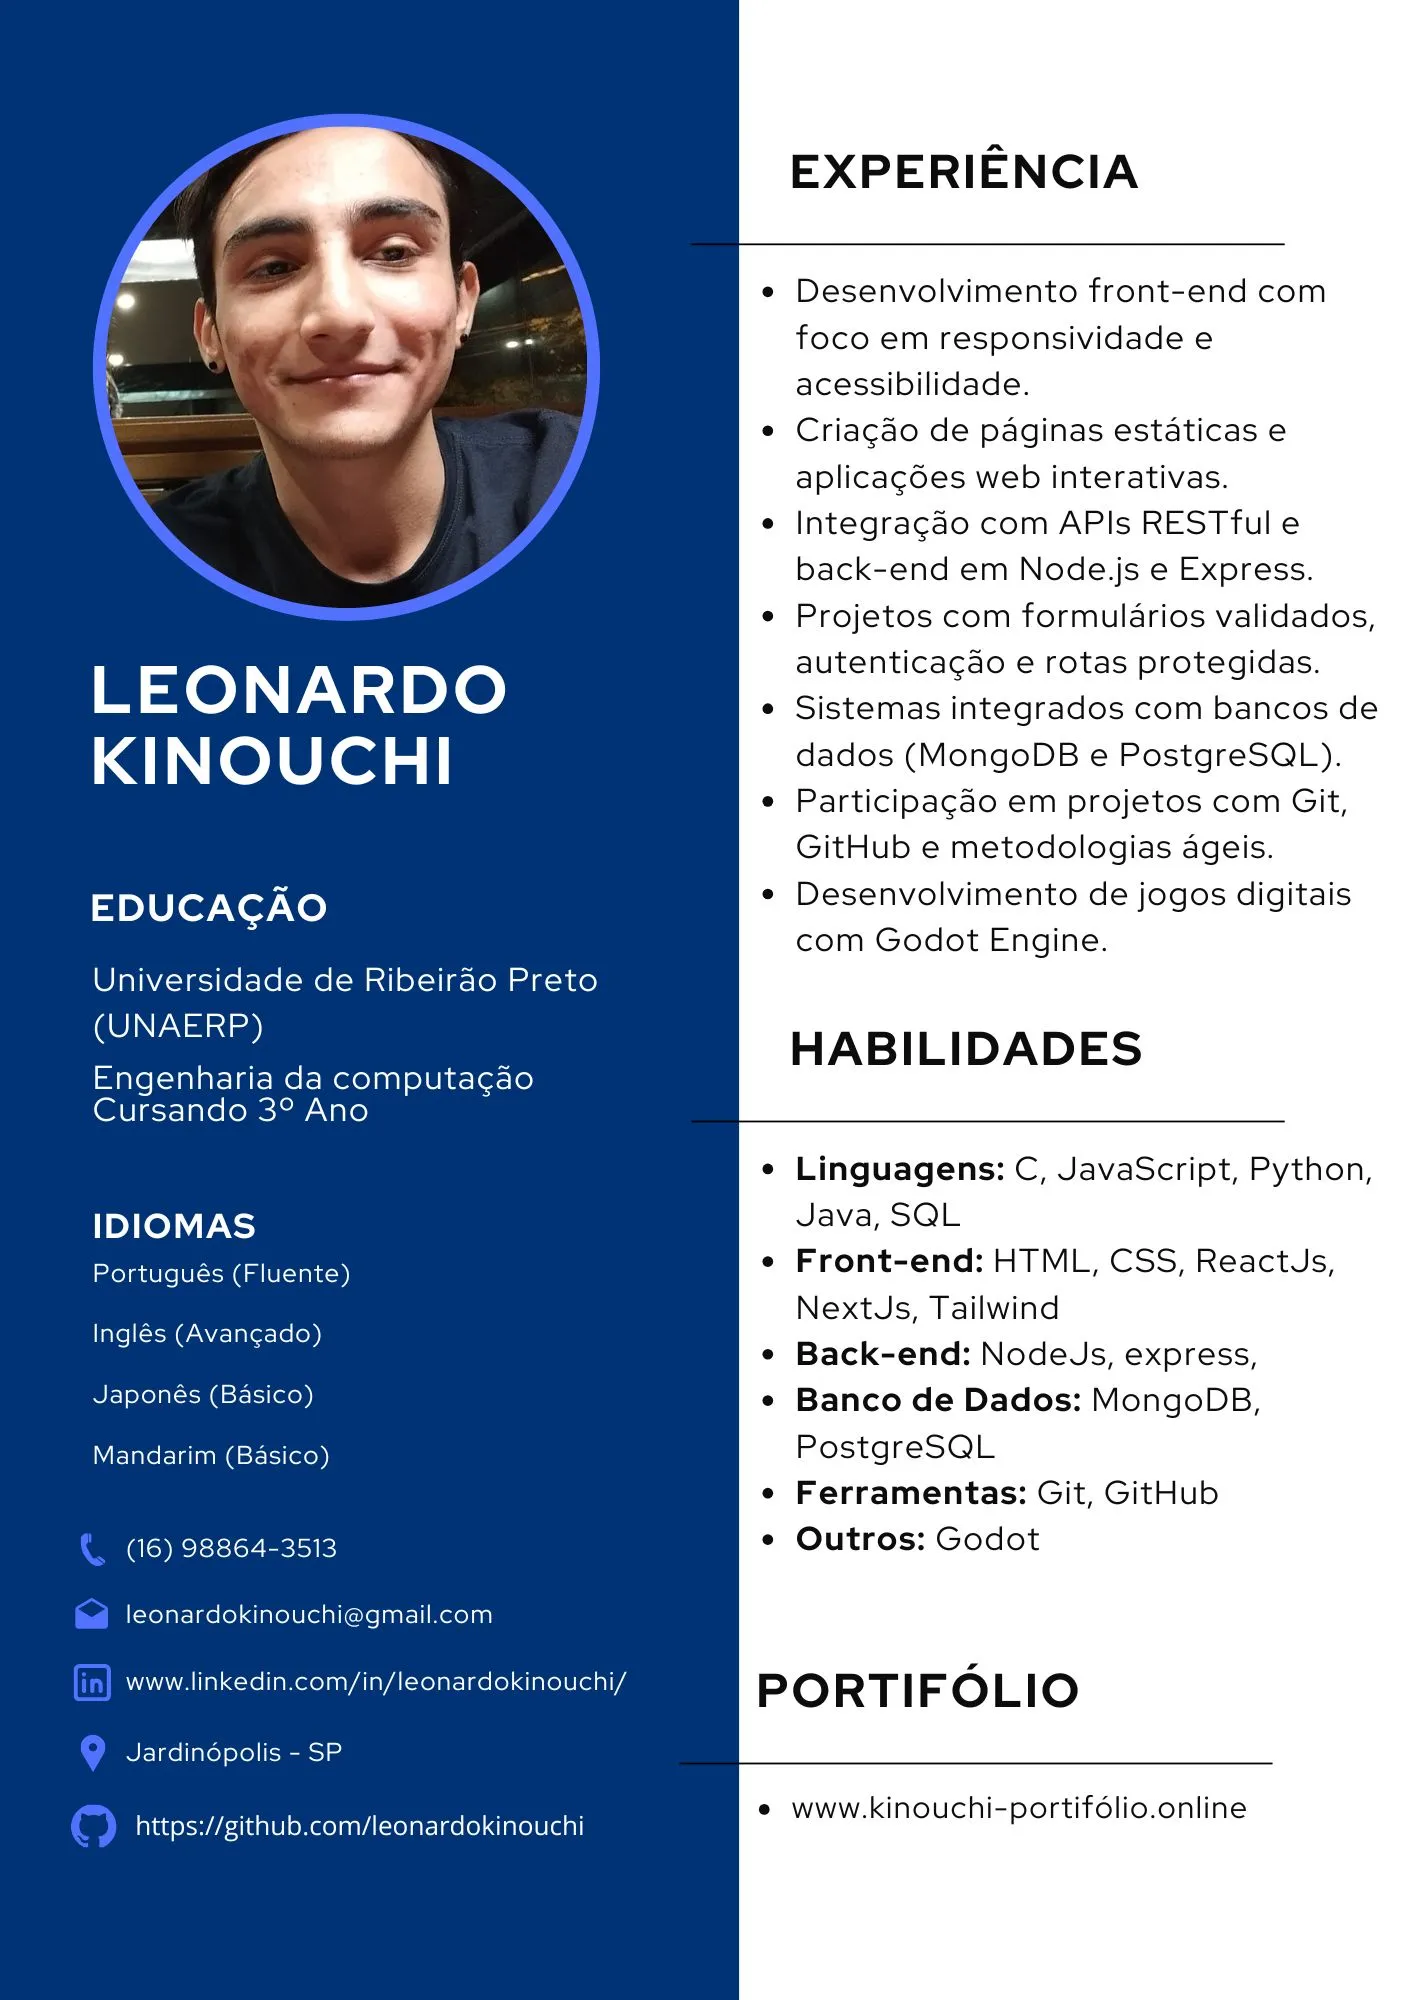 LEONARDO
KINOUCHI
EDUCAÇÃO
Universidade de Ribeirão Preto
(UNAERP)
Engenharia da computação
Cursando 3º Ano
IDIOMAS
Português (Fluente)
Inglês (Avançado)
Japonês (Básico)
Mandarim (Básico)
(16) 98864-3513
leonardokinouchi@gmail.com
www.linkedin.com/in/leonardokinouchi/
Jardinópolis - SP
https://github.com/leonardokinouchi
EXPERIÊNCIA
• Desenvolvimento front-end com
foco em responsividade e
acessibilidade.
• Criação de páginas estáticas e
aplicações web interativas.
• Integração com APIs RESTful e
back-end em Node.js e Express.
• Projetos com formulários validados,
autenticação e rotas protegidas.
• Sistemas integrados com bancos de
dados (MongoDB e PostgreSQL).
• Participação em projetos com Git,
GitHub e metodologias ágeis.
• Desenvolvimento de jogos digitais
com Godot Engine.
HABILIDADES
• Linguagens: C, JavaScript, Python,
Java, SQL
• Front-end: HTML, CSS, ReactJs,
NextJs, Tailwind
• Back-end: NodeJs, express,
• Banco de Dados: MongoDB,
PostgreSQL
• Ferramentas: Git, GitHub
• Outros: Godot
PORTIFÓLIO
• www.kinouchi-portifólio.online